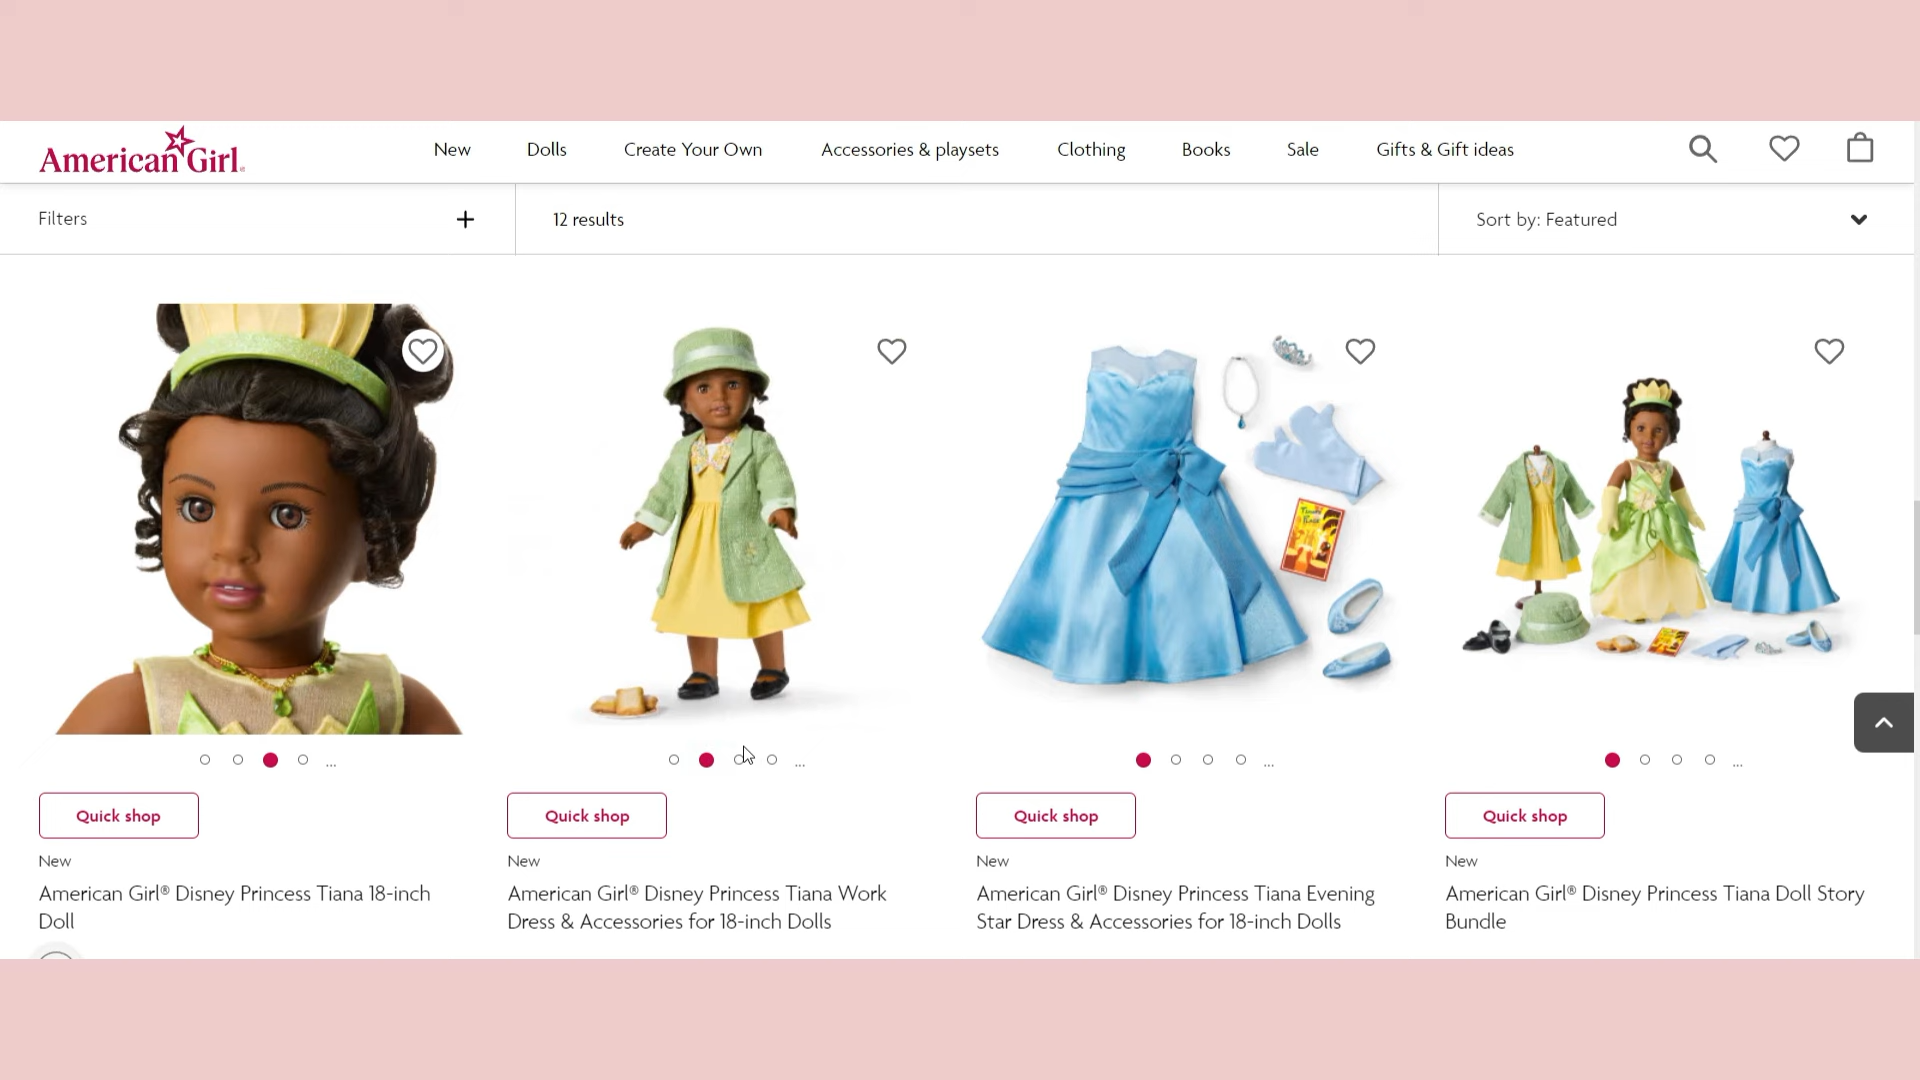 American Girl®
New
Dolls
Create Your Own
Accessories & playsets
Clothing
Books
Sale
Gifts & Gift ideas
Filters
12 results
Sort by: Featured
...
...
...
...
Quick shop
Quick shop
Quick shop
Quick shop
New
New
New
New
American Girl® Disney Princess Tiana 18-inch
Doll
American Girl® Disney Princess Tiana Work
Dress & Accessories for 18-inch Dolls
American Girl® Disney Princess Tiana Evening
Star Dress & Accessories for 18-inch Dolls
American Girl® Disney Princess Tiana Doll Story
Bundle